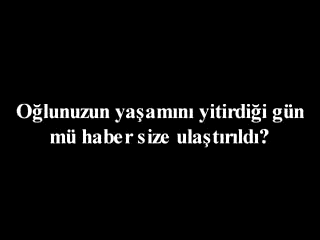 Oğlunuzun yaşamını yitirdiği gün
mü haber size ulaştırıldı?